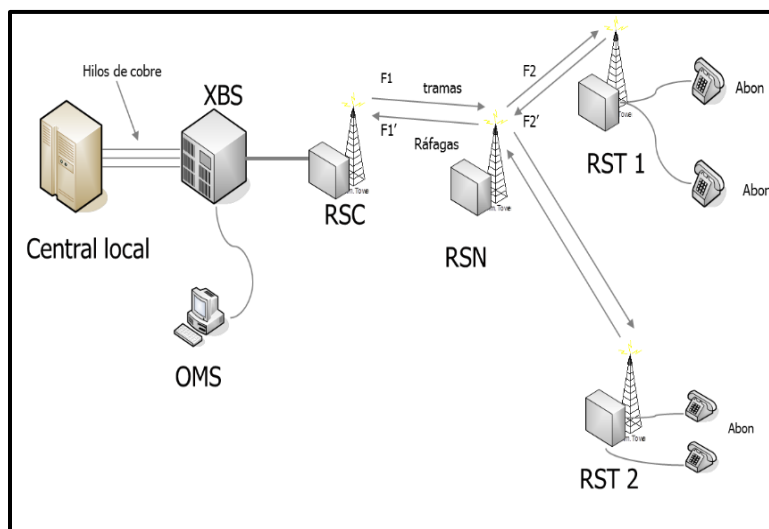 Hilos de cobre
XBS
F1
tramas
F2
Abon
F1'
Ráfagas
F2'
RST 1
Abon
RSC
RSN
Central local
OMS
Abon
RST 2